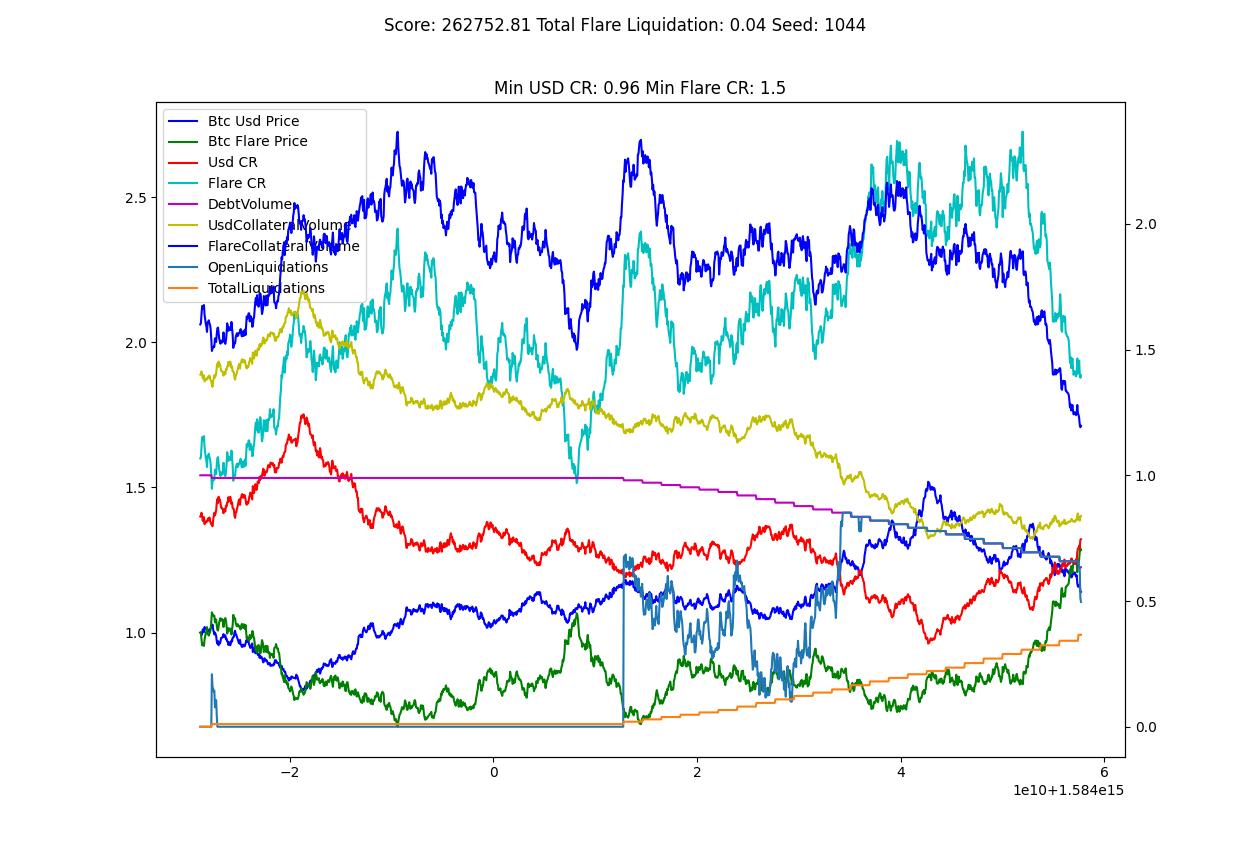 Score: 262752.81 Total Flare Liquidation: 0.04 Seed: 1044
Min USD CR: 0.96 Min Flare CR: 1.5
Btc Usd Price
Btc Flare Price
Usd CR
Flare CR
DebtVolume
UsdCollateralVolume
FlareCollateralVolume
OpenLiquidations
TotalLiquidations
2.5
2.0
1.5
1.0
2.0
1.5
1.0
0.5
0.0
−2 0 2 4 6
1e10+1.584e15